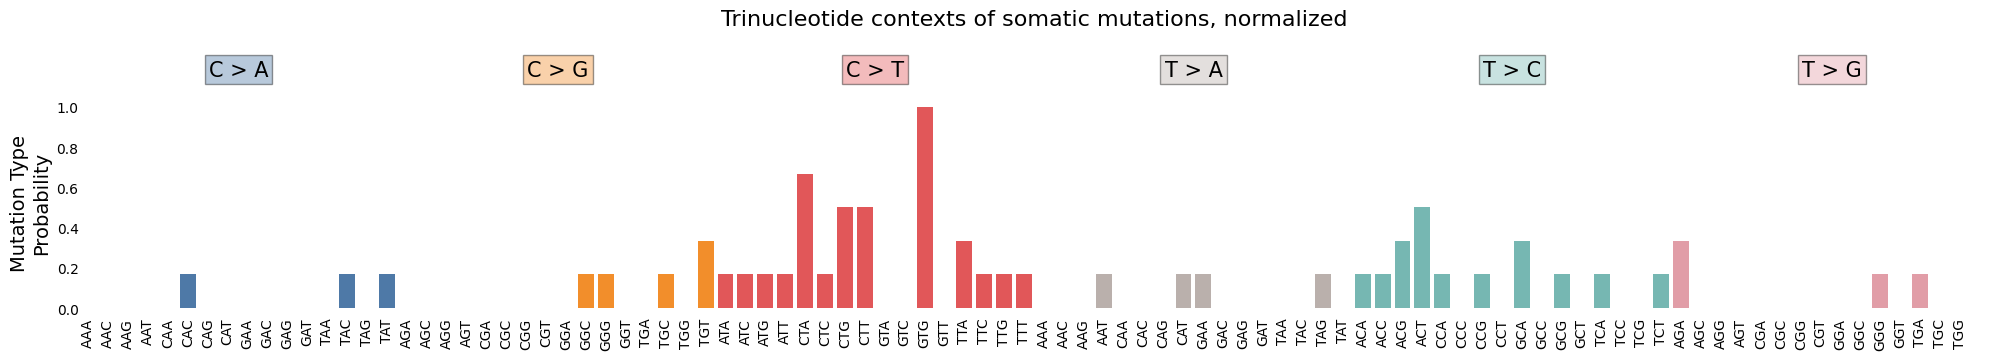 Trinucleotide contexts of somatic mutations, normalized
C > A
C > G
C > T
T > A
T > C
T > G
Mutation Type
Probability
1.0
0.8
0.6
0.4
0.2
0.0
AAA
AAC
AAG
AAT
CAA
CAC
CAG
CAT
GAA
GAC
GAG
GAT
TAA
TAC
TAG
TAT
AGA
AGC
AGG
AGT
CGA
CGC
CGG
CGT
GGA
GGC
GGG
GGT
TGA
TGC
TGG
TGT
ATA
ATC
ATG
ATT
CTA
CTC
CTG
CTT
GTA
GTC
GTG
GTT
TTA
TTC
TTG
TTT
AAA
AAC
AAG
AAT
CAA
CAC
CAG
CAT
GAA
GAC
GAG
GAT
TAA
TAC
TAG
TAT
ACA
ACC
ACG
ACT
CCA
CCC
CCG
CCT
GCA
GCC
GCG
GCT
TCA
TCC
TCG
TCT
AGA
AGC
AGG
AGT
CGA
CGC
CGG
CGT
GGA
GGC
GGG
GGT
TGA
TGC
TGG